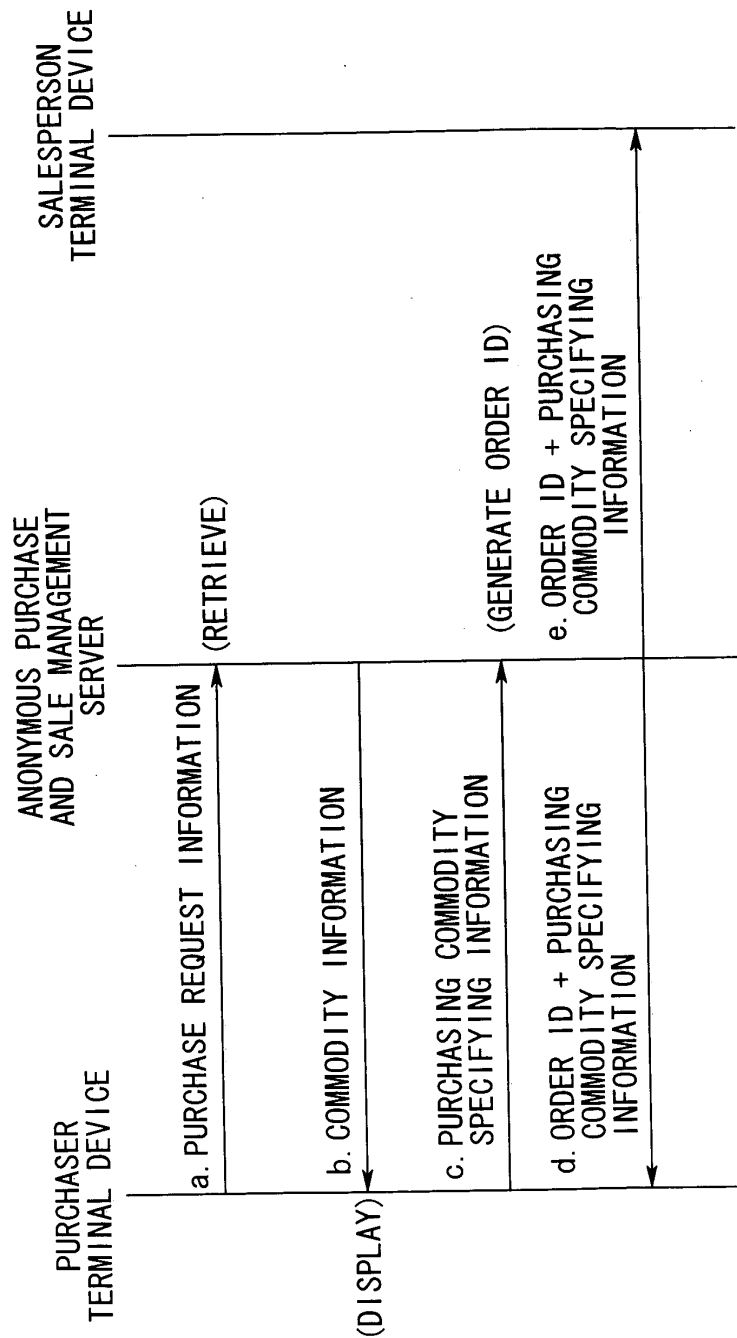 PURCHASER
TERMINAL DEVICE
ANONYMOUS PURCHASE
AND SALE MANAGEMENT
SERVER
SALESPERSON
TERMINAL DEVICE
a. PURCHASE REQUEST INFORMATION
(RETRIEVE)
b. COMMODITY INFORMATION
(DISPLAY)
c. PURCHASING COMMODITY
SPECIFYING INFORMATION
(GENERATE ORDER ID)
d. ORDER ID + PURCHASING
COMMODITY SPECIFYING
INFORMATION
e. ORDER ID + PURCHASING
COMMODITY SPECIFYING
INFORMATION